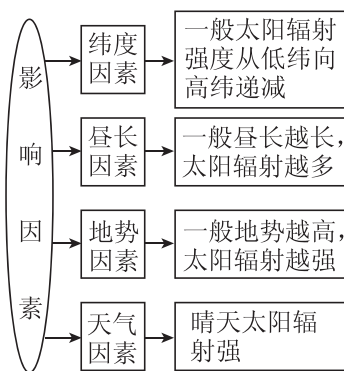 影响因素
纬度
因素
一般太阳辐射
强度从低纬向
高纬递减
昼长
因素
一般昼长越长，
太阳辐射越多
地势
因素
一般地势越高，
太阳辐射越强
天气
因素
晴天太阳辐
射强